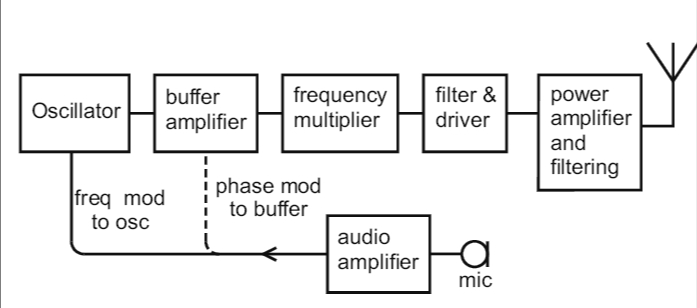 Oscillator
buffer
amplifier
frequency
multiplier
filter &
driver
power
amplifier
and
filtering
freq mod
to osc
phase mod
to buffer
audio
amplifier
mic